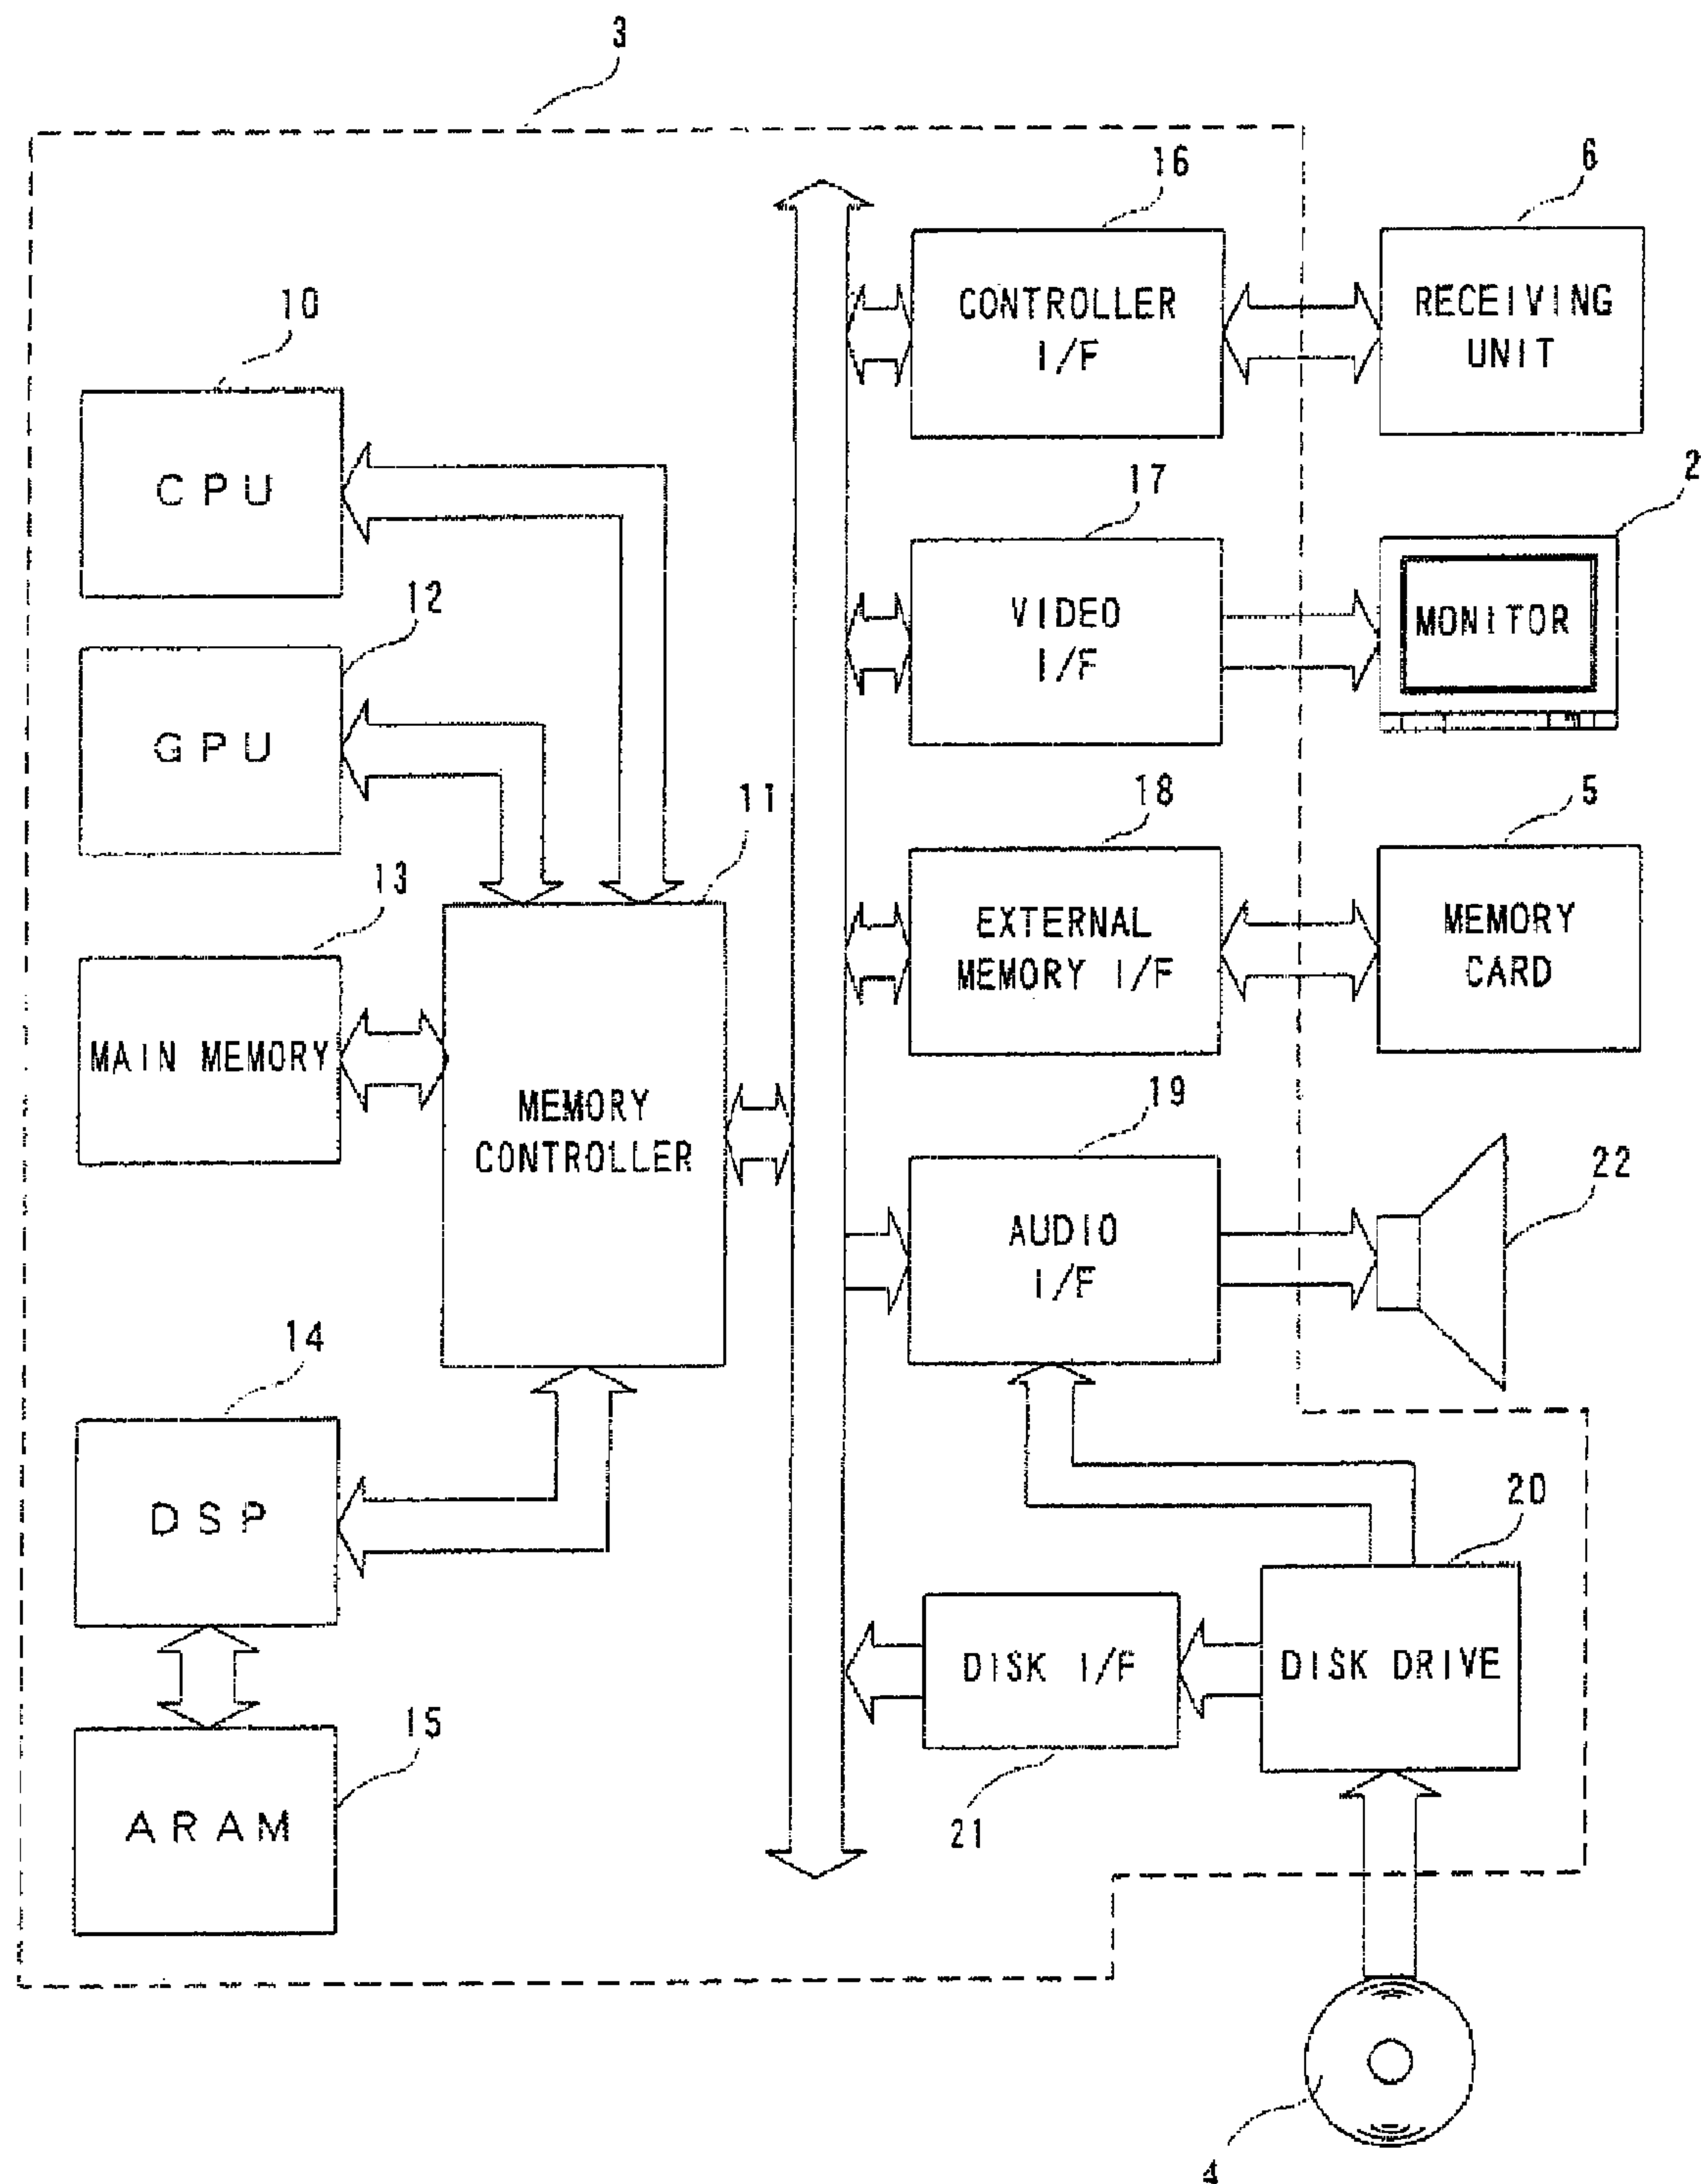 3
16
6
CONTROLLER
I/F
RECEIVING
UNIT
10
CPU
17
2
VIDEO
I/F
MONITOR
12
GPU
11
18
5
EXTERNAL
MEMORY I/F
MEMORY
CARD
13
MAIN MEMORY
MEMORY
CONTROLLER
19
22
AUDIO
I/F
14
DSP
20
DISK I/F
DISK DRIVE
21
15
ARAM
4